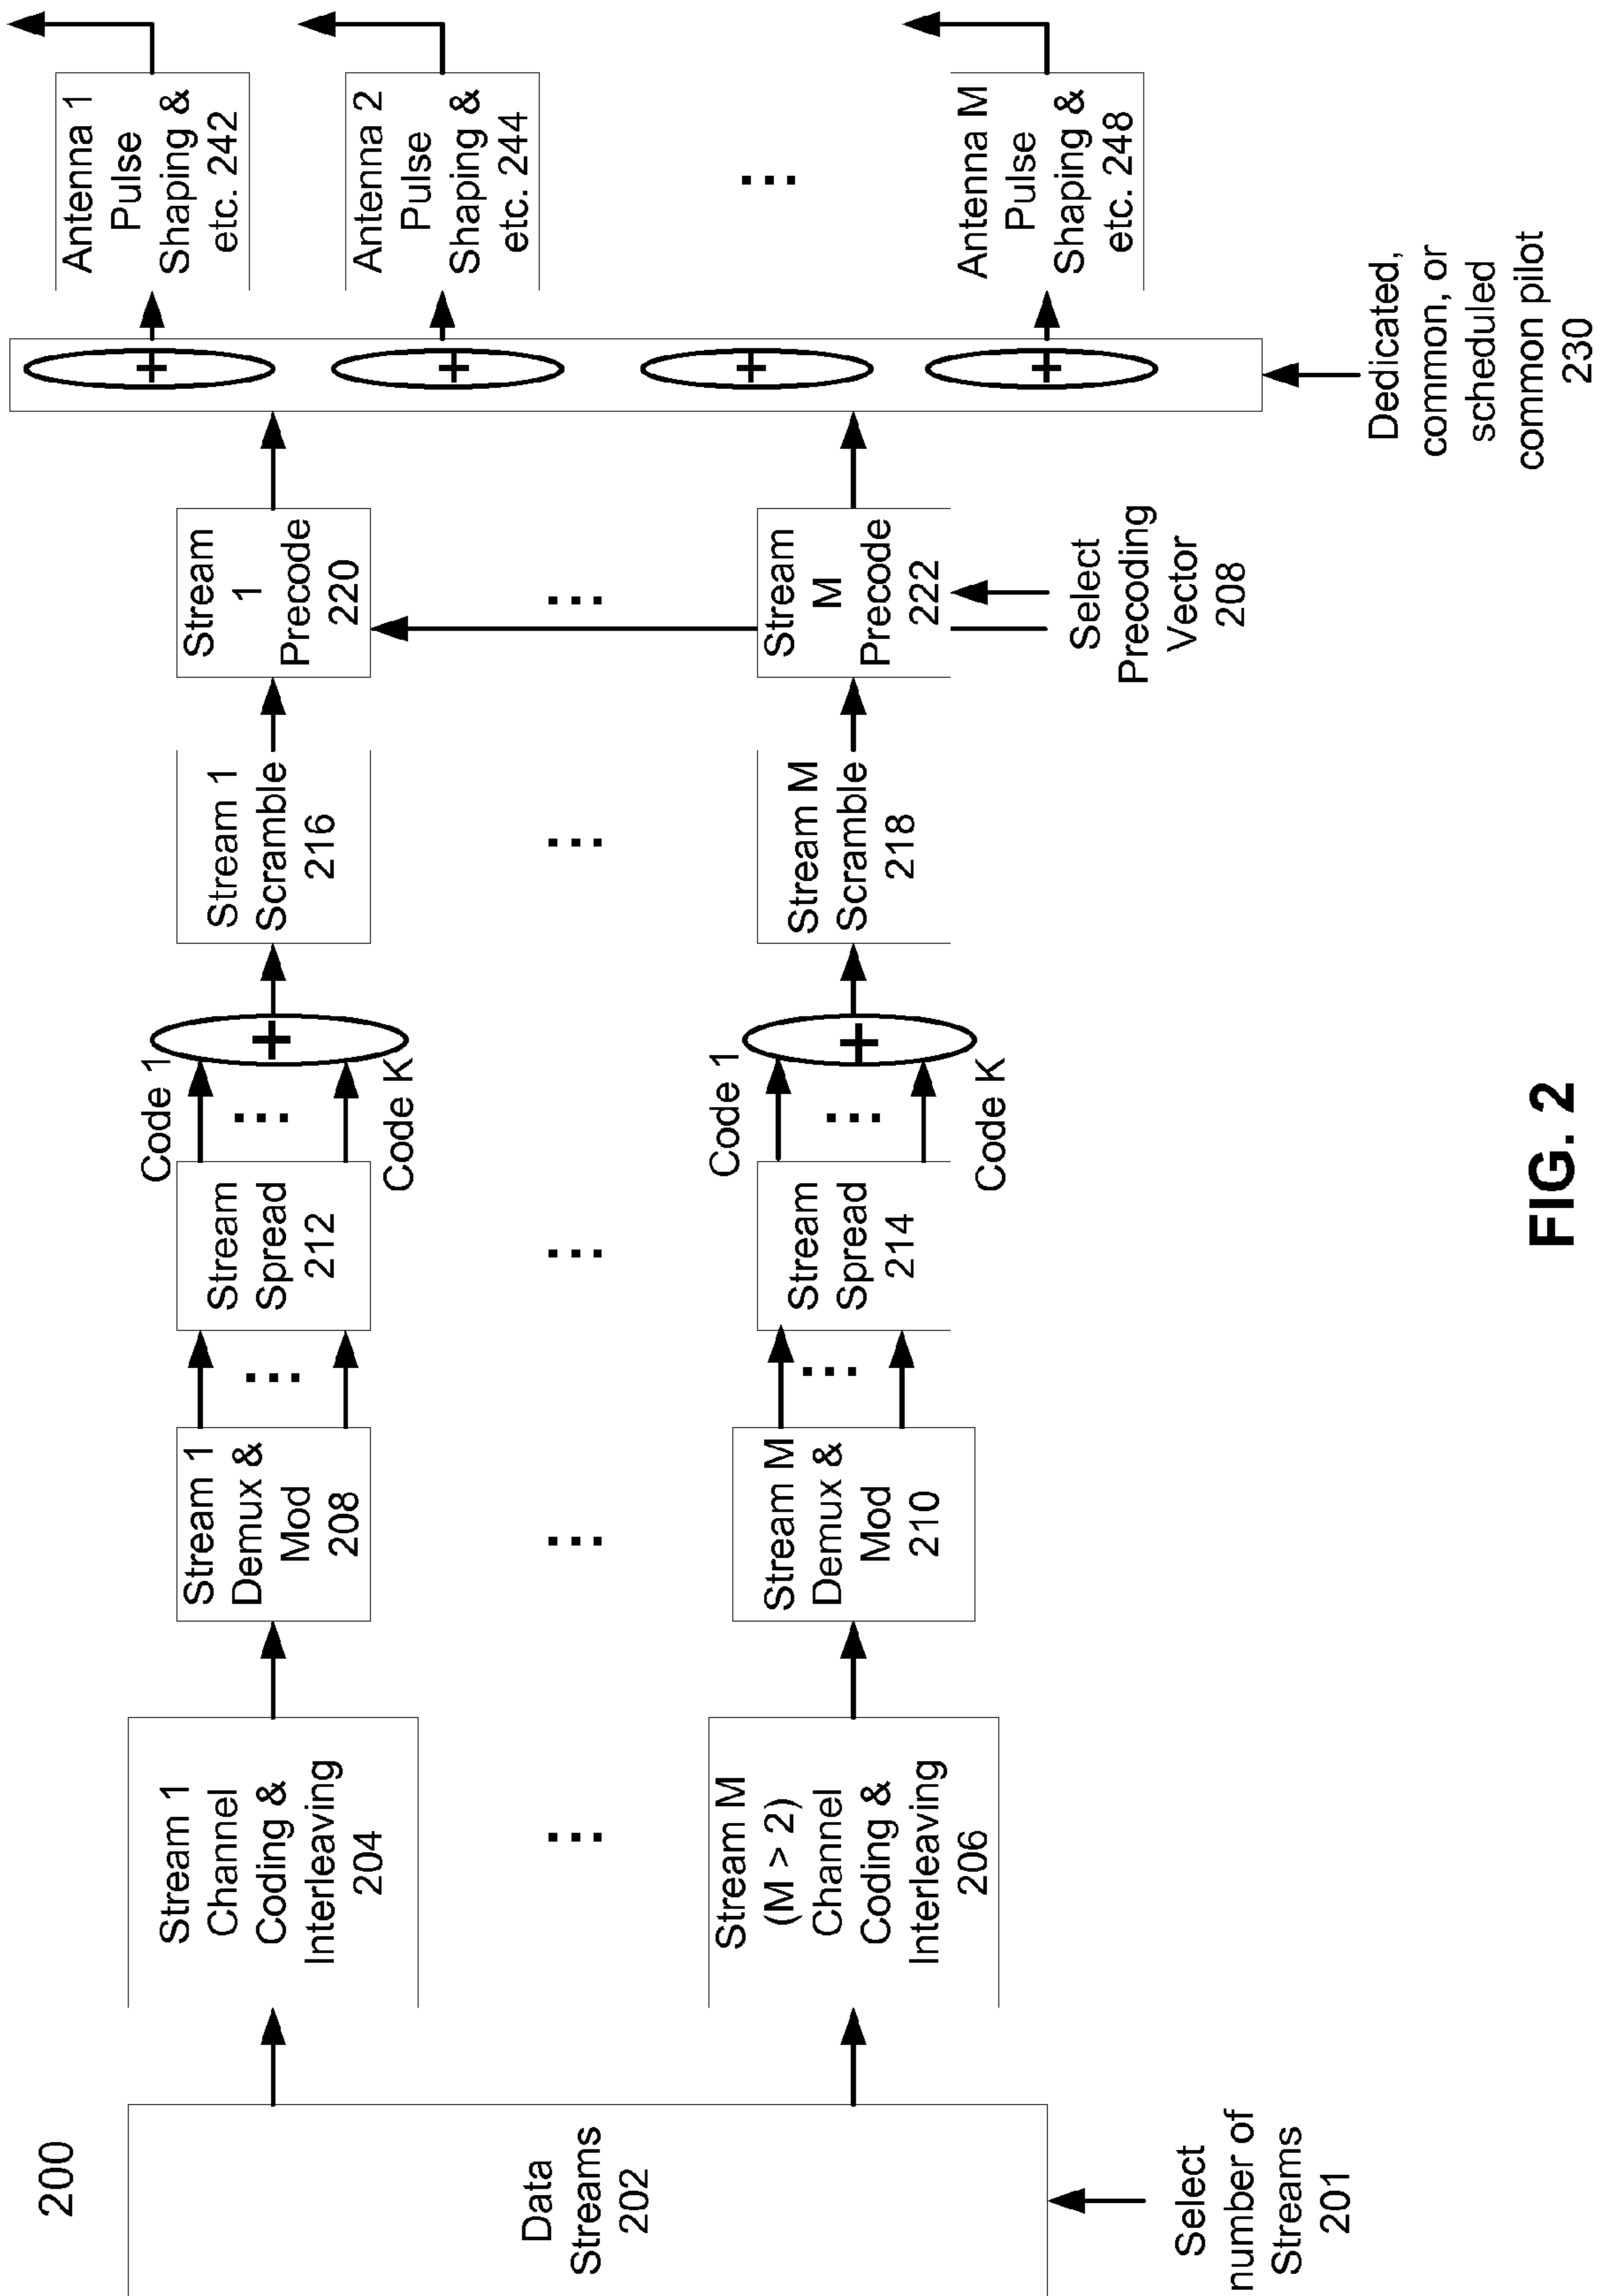 200
Data
Streams
202
Select
number of
Streams
201
Stream 1
Channel
Coding &
Interleaving
204
...
Stream M
(M > 2)
Channel
Coding &
Interleaving
206
Stream 1
Demux &
Mod
208
...
Stream M
Demux &
Mod
210
...
...
Stream
Spread
212
...
Stream
Spread
214
Code 1
...
Code K
+
Code 1
...
Code K
+
Stream 1
Scramble
216
...
Stream M
Scramble
218
Stream
1
Precode
220
...
Stream
M
Precode
222
Select
Precoding
Vector
208
+
+
+
+
Dedicated,
common, or
scheduled
common pilot
230
Antenna 1
Pulse
Shaping &
etc. 242
Antenna 2
Pulse
Shaping &
etc. 244
...
Antenna M
Pulse
Shaping &
etc. 248
FIG. 2